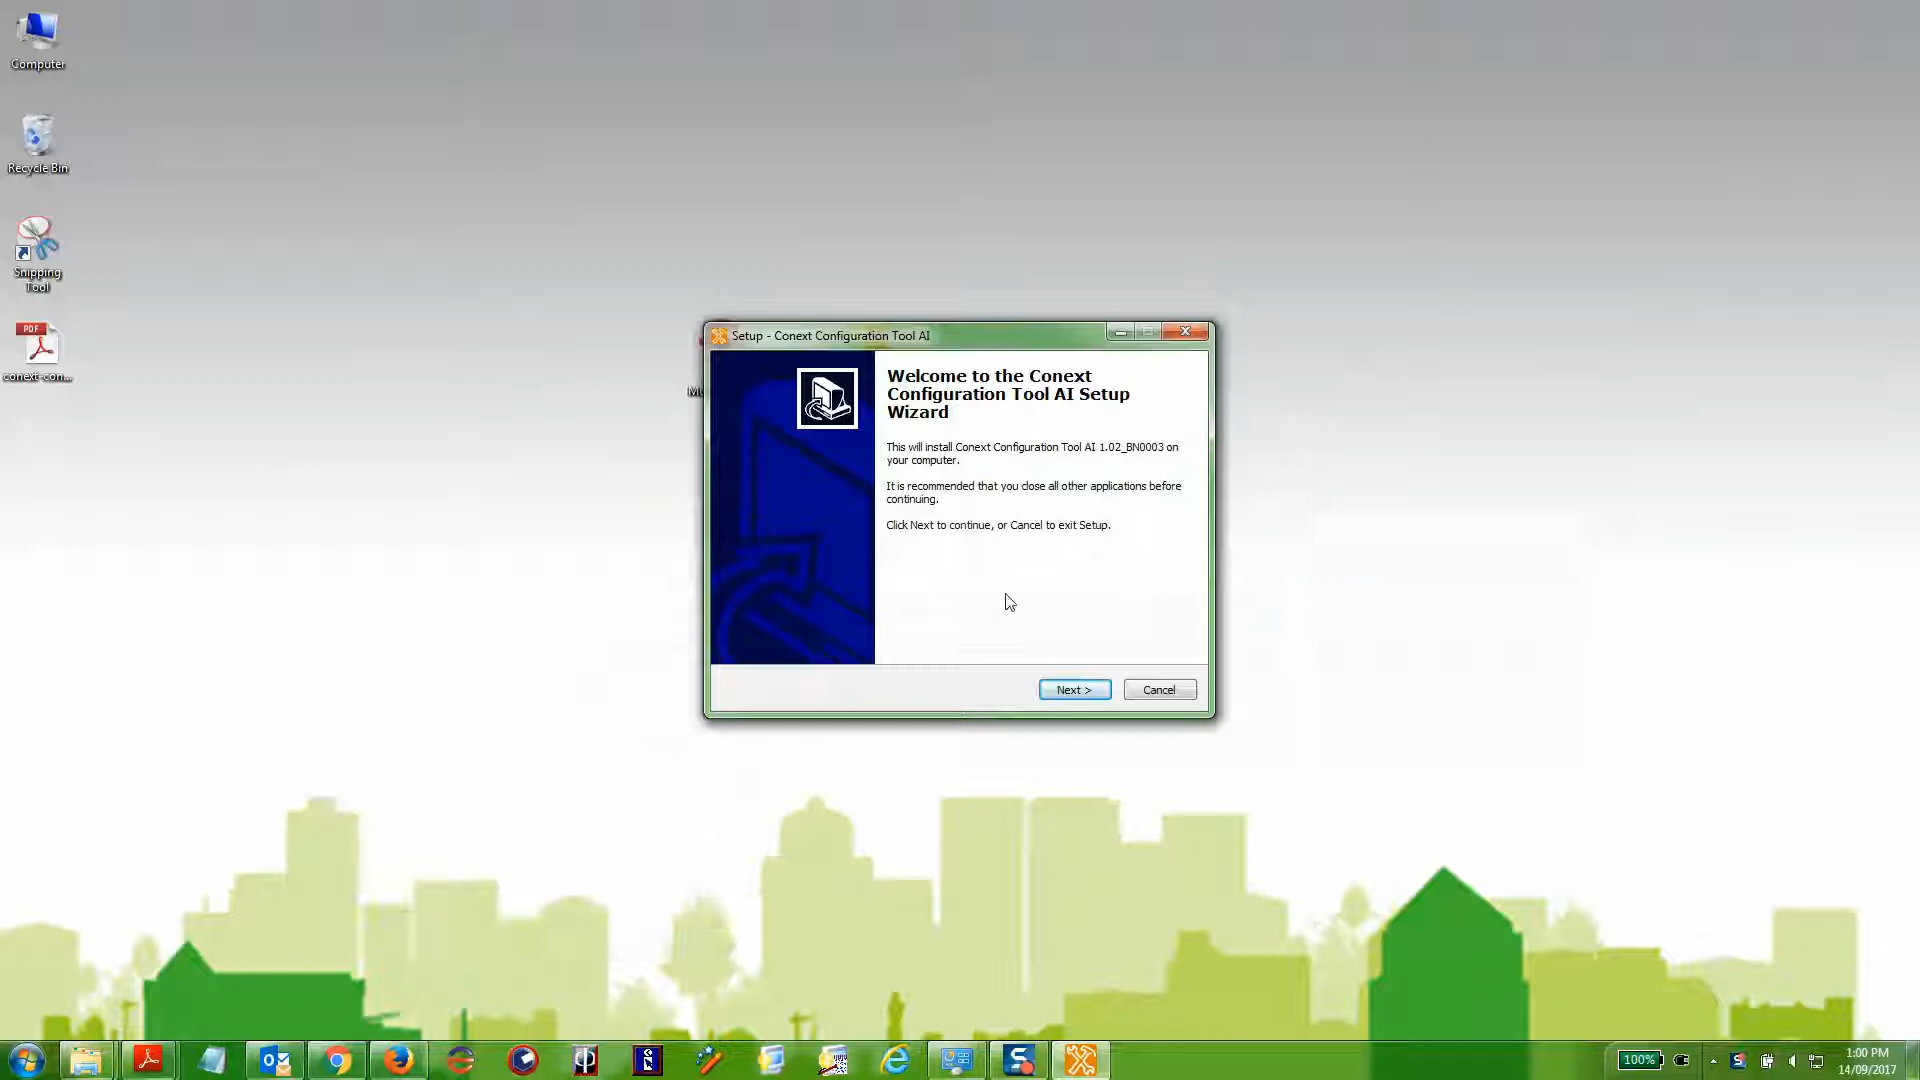 Computer
Recycle Bin
Snipping
Tool
PDF
conext-con...
Setup - Conext Configuration Tool AI
Welcome to the Conext
Configuration Tool AI Setup
Wizard
This will install Conext Configuration Tool AI 1.02_BN0003 on
your computer.
It is recommended that you close all other applications before
continuing.
Click Next to continue, or Cancel to exit Setup.
Next >
Cancel
100%
1:00 PM
14/09/2017